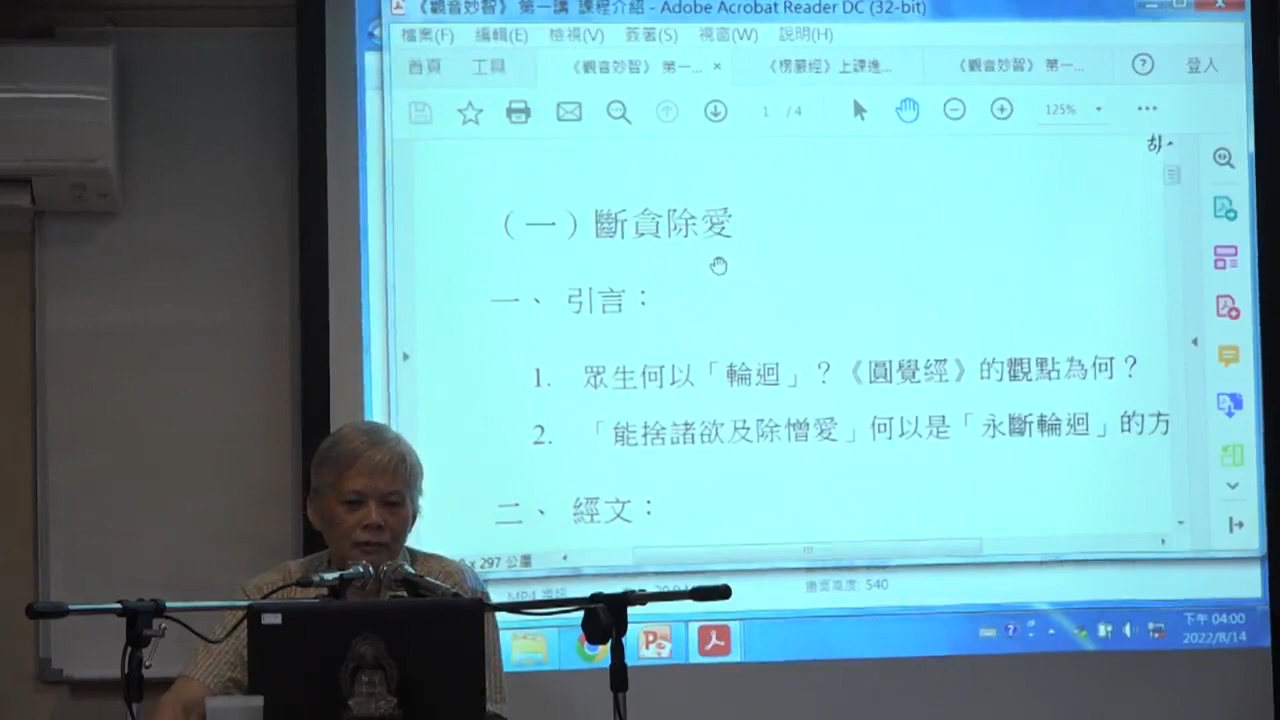 《觀音妙智》 第一講 課程介紹 - Adobe Acrobat Reader DC (32-bit)
檔案(F) 編輯(E) 檢視(V) 簽署(S) 視窗(W) 說明(H)
首頁 工具 《觀音妙智》 第一... × 《楞嚴經》上課進... 《觀音妙智》 第一... 登入
1 / 4 125%
（一）斷貪除愛
一、 引言：
1. 眾生何以「輪迴」？《圓覺經》的觀點為何？
2. 「能捨諸欲及除憎愛」何以是「永斷輪迴」的方
二、 經文：
x 297 公釐
畫面高度: 540
下午 04:00
2022/8/14